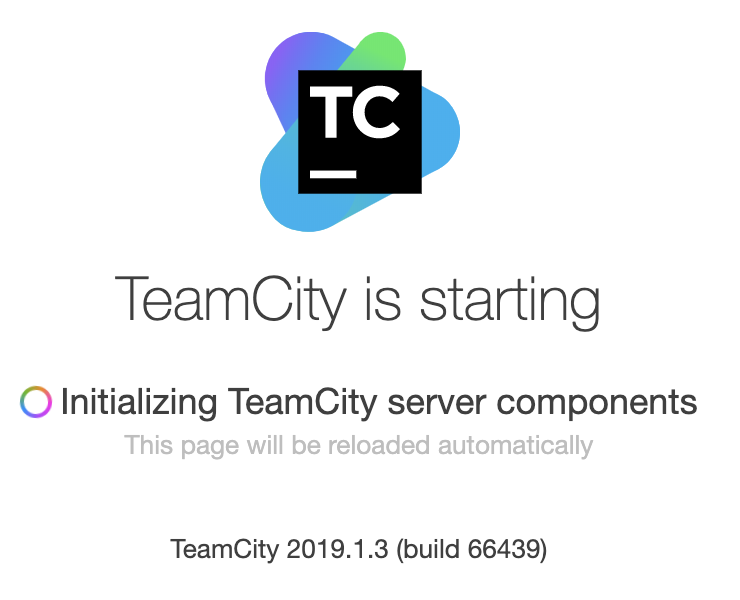 TC
TeamCity is starting
Initializing TeamCity server components
This page will be reloaded automatically
TeamCity 2019.1.3 (build 66439)